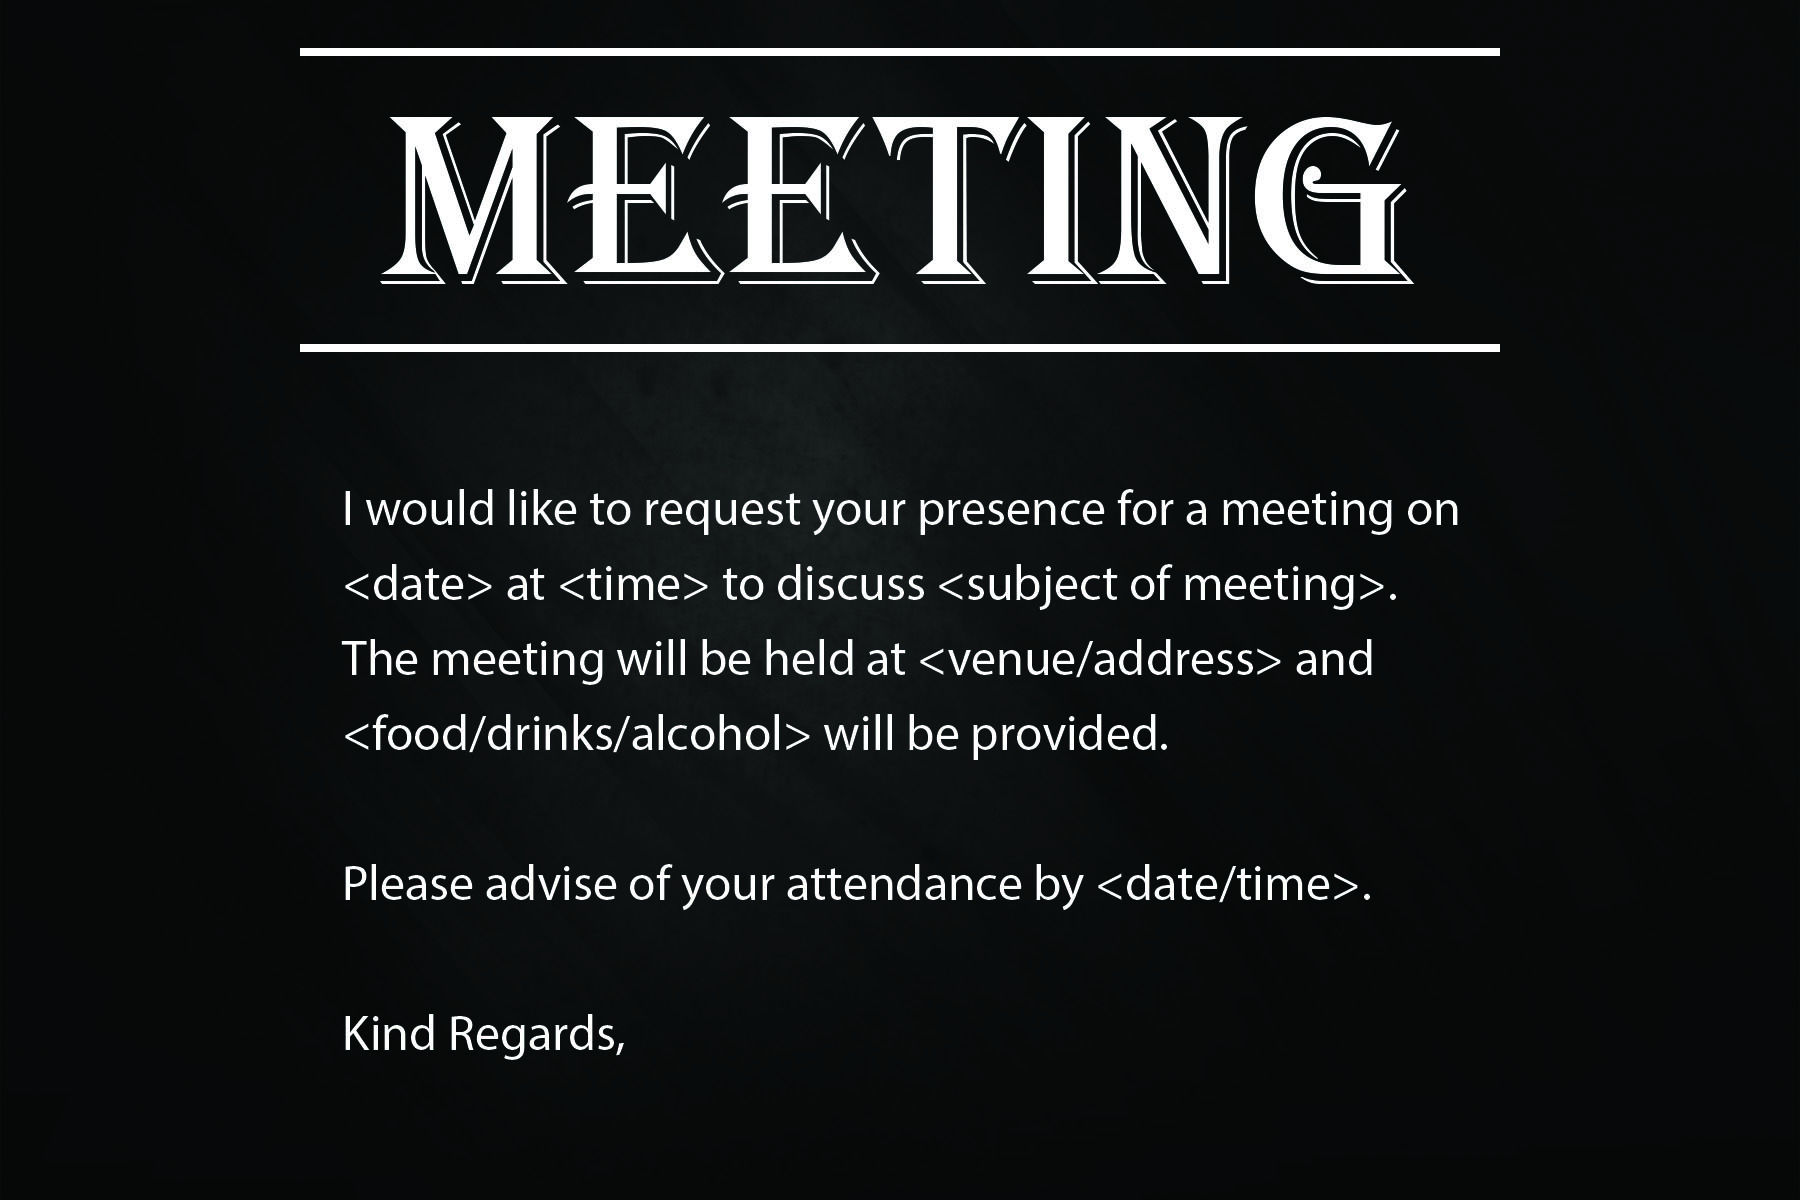 MEETING
I would like to request your presence for a meeting on
<date> at <time> to discuss <subject of meeting>.
The meeting will be held at <venue/address> and
<food/drinks/alcohol> will be provided.
Please advise of your attendance by <date/time>.
Kind Regards,